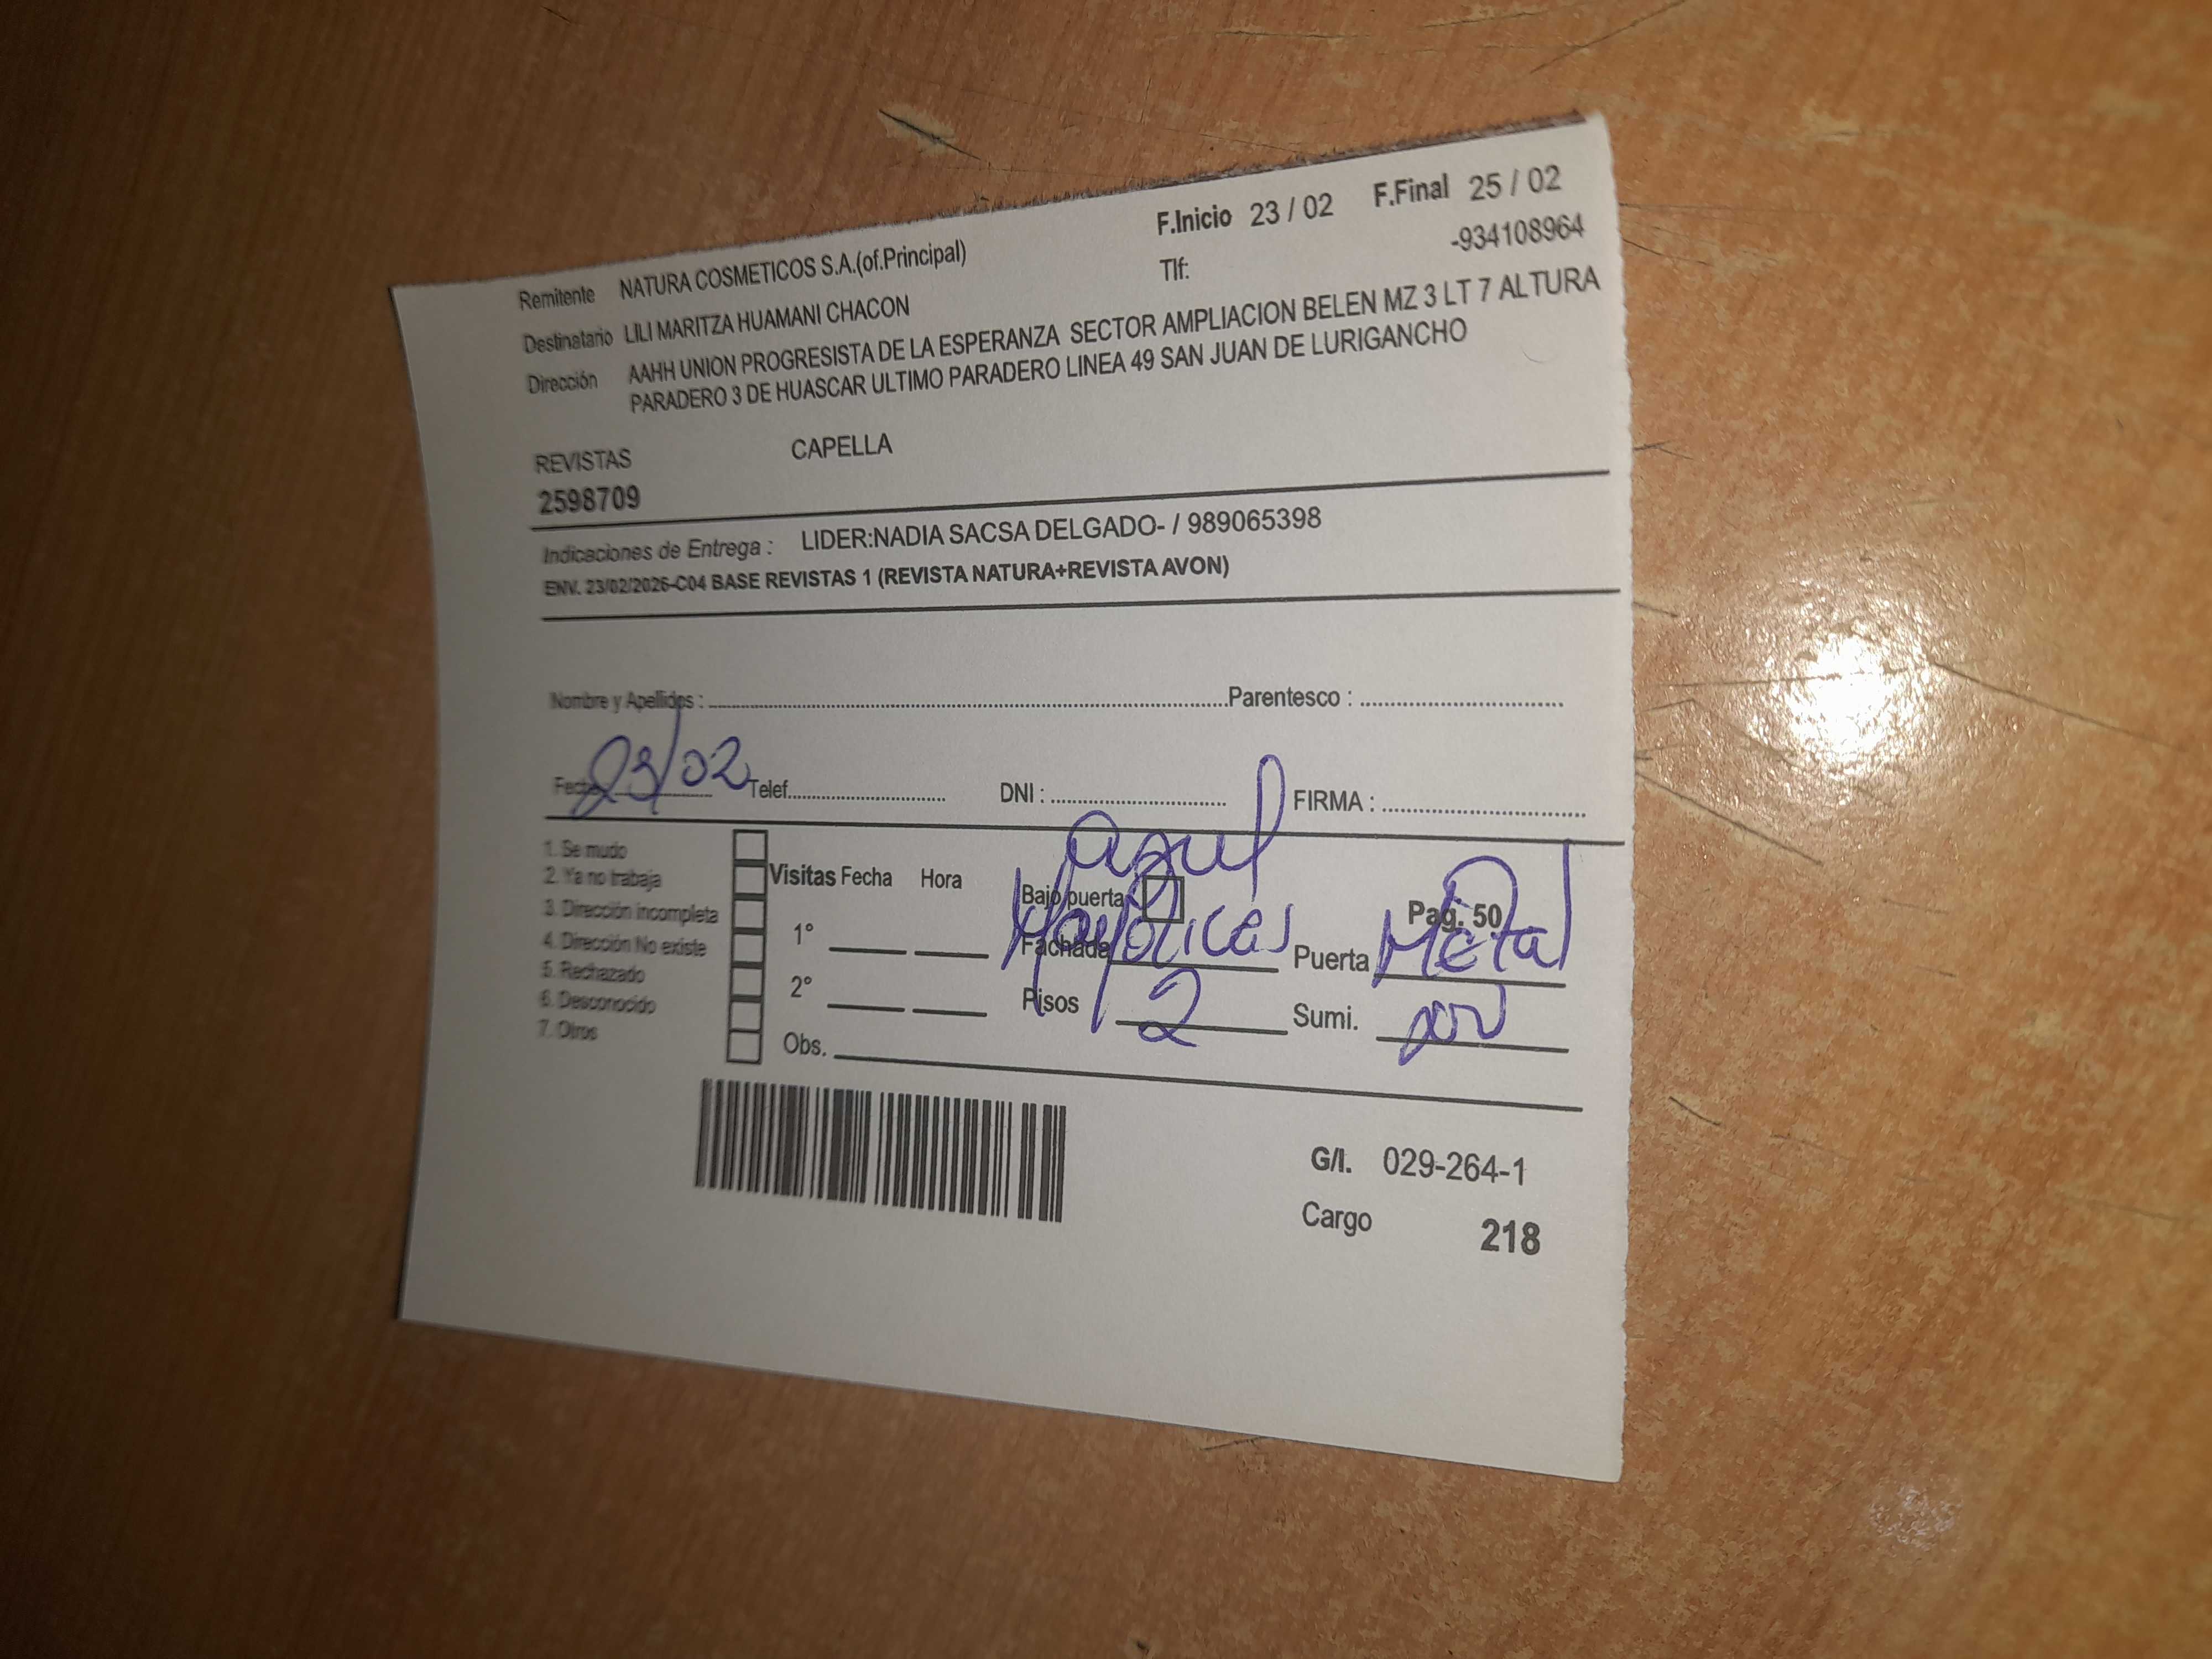 F.Inicio 23 / 02 F.Final 25 / 02
Remitente NATURA COSMETICOS S.A.(of.Principal) Tlf: -934108964
Destinatario LILI MARITZA HUAMANI CHACON
Dirección AAHH UNION PROGRESISTA DE LA ESPERANZA SECTOR AMPLIACION BELEN MZ 3 LT 7 ALTURA
PARADERO 3 DE HUASCAR ULTIMO PARADERO LINEA 49 SAN JUAN DE LURIGANCHO
REVISTAS CAPELLA
2598709
Indicaciones de Entrega : LIDER:NADIA SACSA DELGADO- / 989065398
ENV. 23/02/2026-C04 BASE REVISTAS 1 (REVISTA NATURA+REVISTA AVON)
Nombre y Apellidos : Parentesco :
Fecha 23/02 Telef. DNI : FIRMA :
azul
1. Se mudo
2. Ya no trabaja
3. Dirección incompleta
4. Dirección No existe
5. Rechazado
6. Desconocido
7. Otros
Visitas Fecha Hora
1°
2°
Obs.
Bajo puerta Pag. 50
Fachada Mayolicas Puerta Metal
Pisos 2 Sumi.
G/I. 029-264-1
Cargo 218